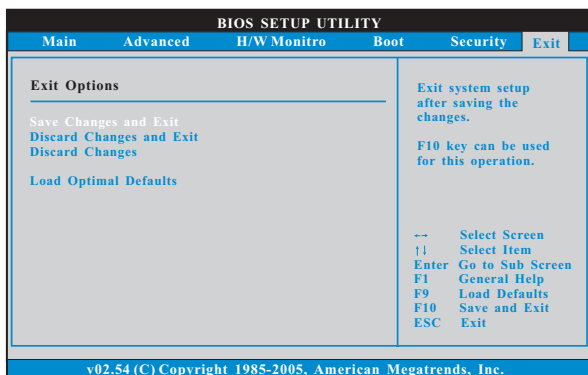 BIOS SETUP UTILITY
Main Advanced H/W Monitro Boot Security Exit
Exit Options
Save Changes and Exit
Discard Changes and Exit
Discard Changes
Load Optimal Defaults
Exit system setup
after saving the
changes.
F10 key can be used
for this operation.
←→ Select Screen
↑↓ Select Item
Enter Go to Sub Screen
F1 General Help
F9 Load Defaults
F10 Save and Exit
ESC Exit
v02.54 (C) Copyright 1985-2005, American Megatrends, Inc.